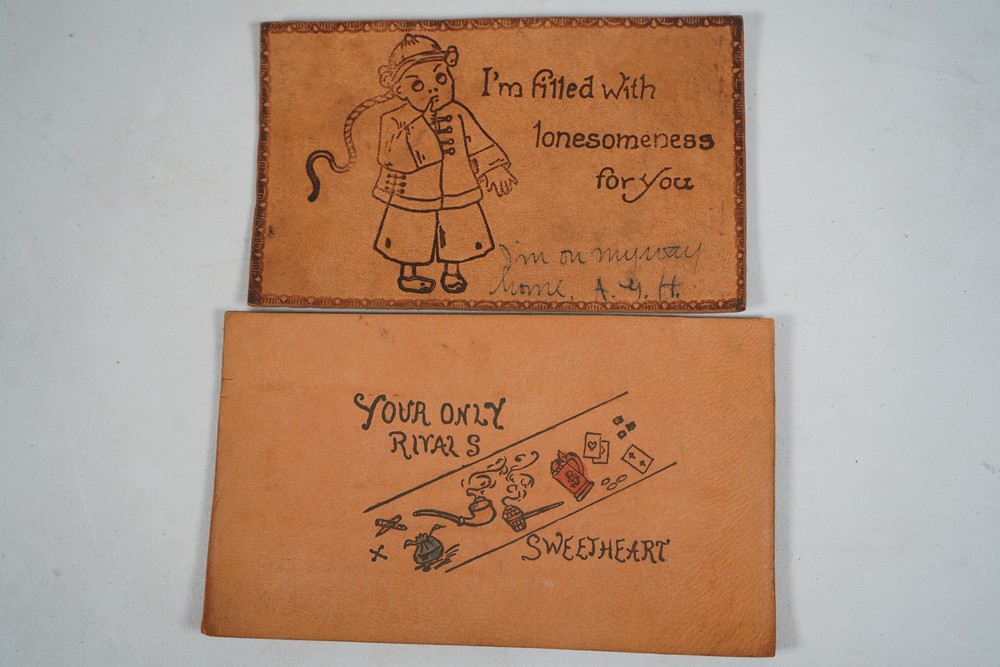 I'm filled with
lonesomeness
for you
I'm on my way
home. A. G. H.
YOUR ONLY
RIVALS
SWEETHEART